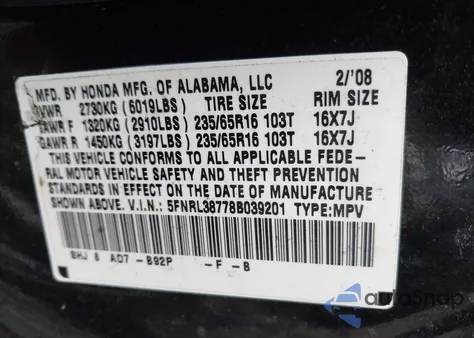 MFD. BY HONDA MFG. OF ALABAMA, LLC 2/'08
GVWR 2730KG (6019LBS) TIRE SIZE RIM SIZE
GAWR F 1320KG (2910LBS) 235/65R16 103T 16X7J
GAWR R 1450KG (3197LBS) 235/65R16 103T 16X7J
THIS VEHICLE CONFORMS TO ALL APPLICABLE FEDE-
RAL MOTOR VEHICLE SAFETY AND THEFT PREVENTION
STANDARDS IN EFFECT ON THE DATE OF MANUFACTURE
SHOWN ABOVE. V.I.N.: 5FNRL38778B039201 TYPE:MPV
SHJ 8 AD7 - B92P - F - B
autoSnap